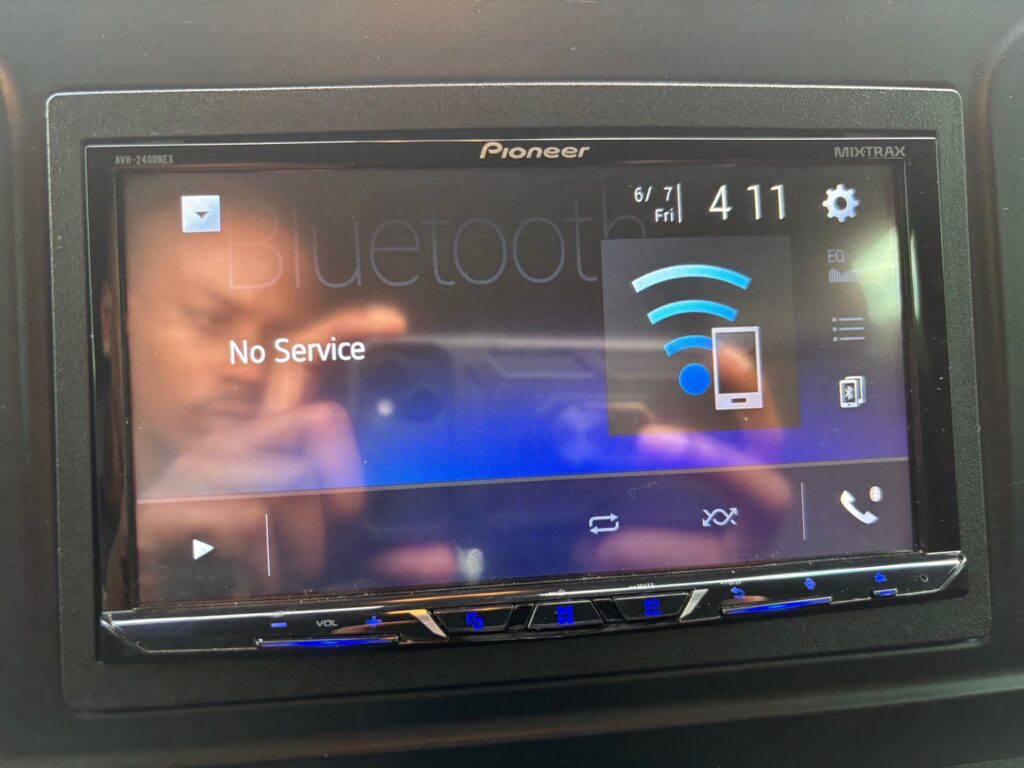 AVH-2400NEX
Pioneer
MIXTRAX
Bluetooth
6/ 7
Fri
4 11
EQ
No Service
VOL